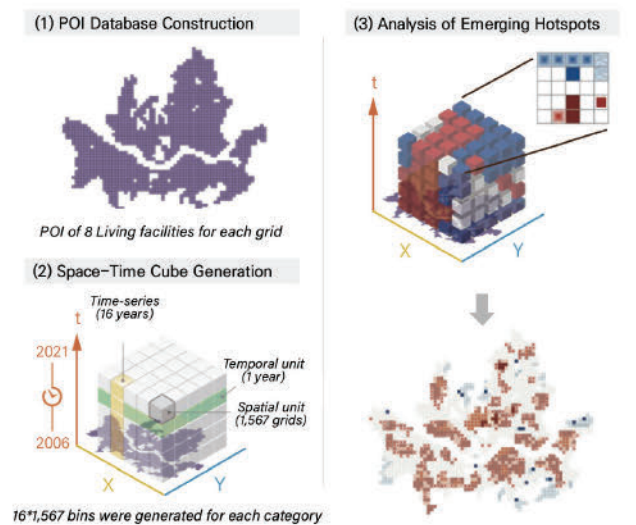 (1) POI Database Construction
POI of 8 Living facilities for each grid
(2) Space-Time Cube Generation
Time-series
(16 years)
t
2021
2006
Temporal unit
(1 year)
Spatial unit
(1,567 grids)
X
Y
16*1,567 bins were generated for each category
(3) Analysis of Emerging Hotspots
t
X
Y